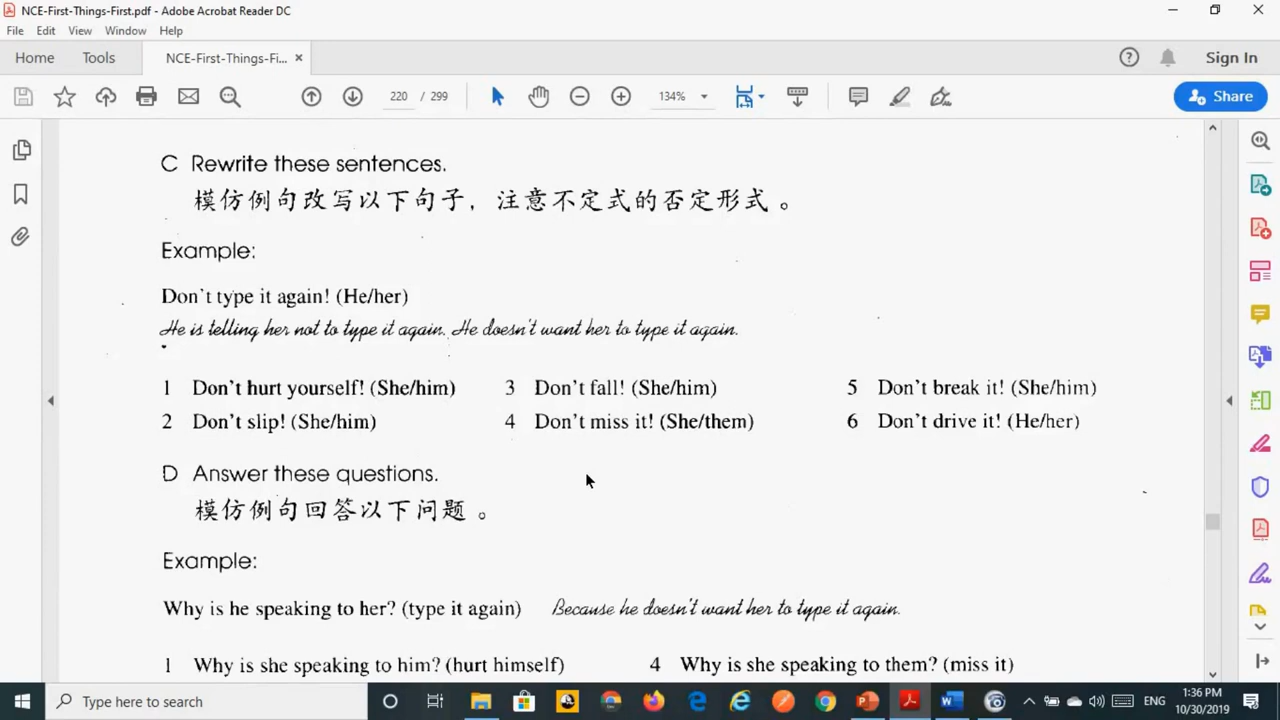 NCE-First-Things-First.pdf - Adobe Acrobat Reader DC
File Edit View Window Help
Home Tools NCE-First-Things-Fi... × Sign In
220 / 299 134% Share
C Rewrite these sentences.
模仿例句改写以下句子，注意不定式的否定形式。
Example:
Don't type it again! (He/her)
He is telling her not to type it again. He doesn't want her to type it again.
1 Don't hurt yourself! (She/him) 3 Don't fall! (She/him) 5 Don't break it! (She/him)
2 Don't slip! (She/him) 4 Don't miss it! (She/them) 6 Don't drive it! (He/her)
D Answer these questions.
模仿例句回答以下问题。
Example:
Why is he speaking to her? (type it again) Because he doesn't want her to type it again.
1 Why is she speaking to him? (hurt himself) 4 Why is she speaking to them? (miss it)
Type here to search ENG 1:36 PM
10/30/2019